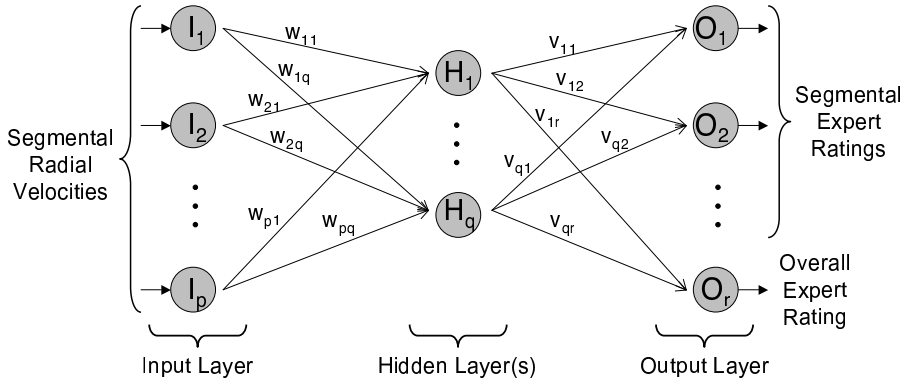 Segmental
Radial
Velocities
I1
I2
Ip
w11
w1q
w21
w2q
wp1
wpq
H1
Hq
v11
v12
v1r
vq1
vq2
vqr
O1
O2
Or
Segmental
Expert
Ratings
Overall
Expert
Rating
Input Layer
Hidden Layer(s)
Output Layer